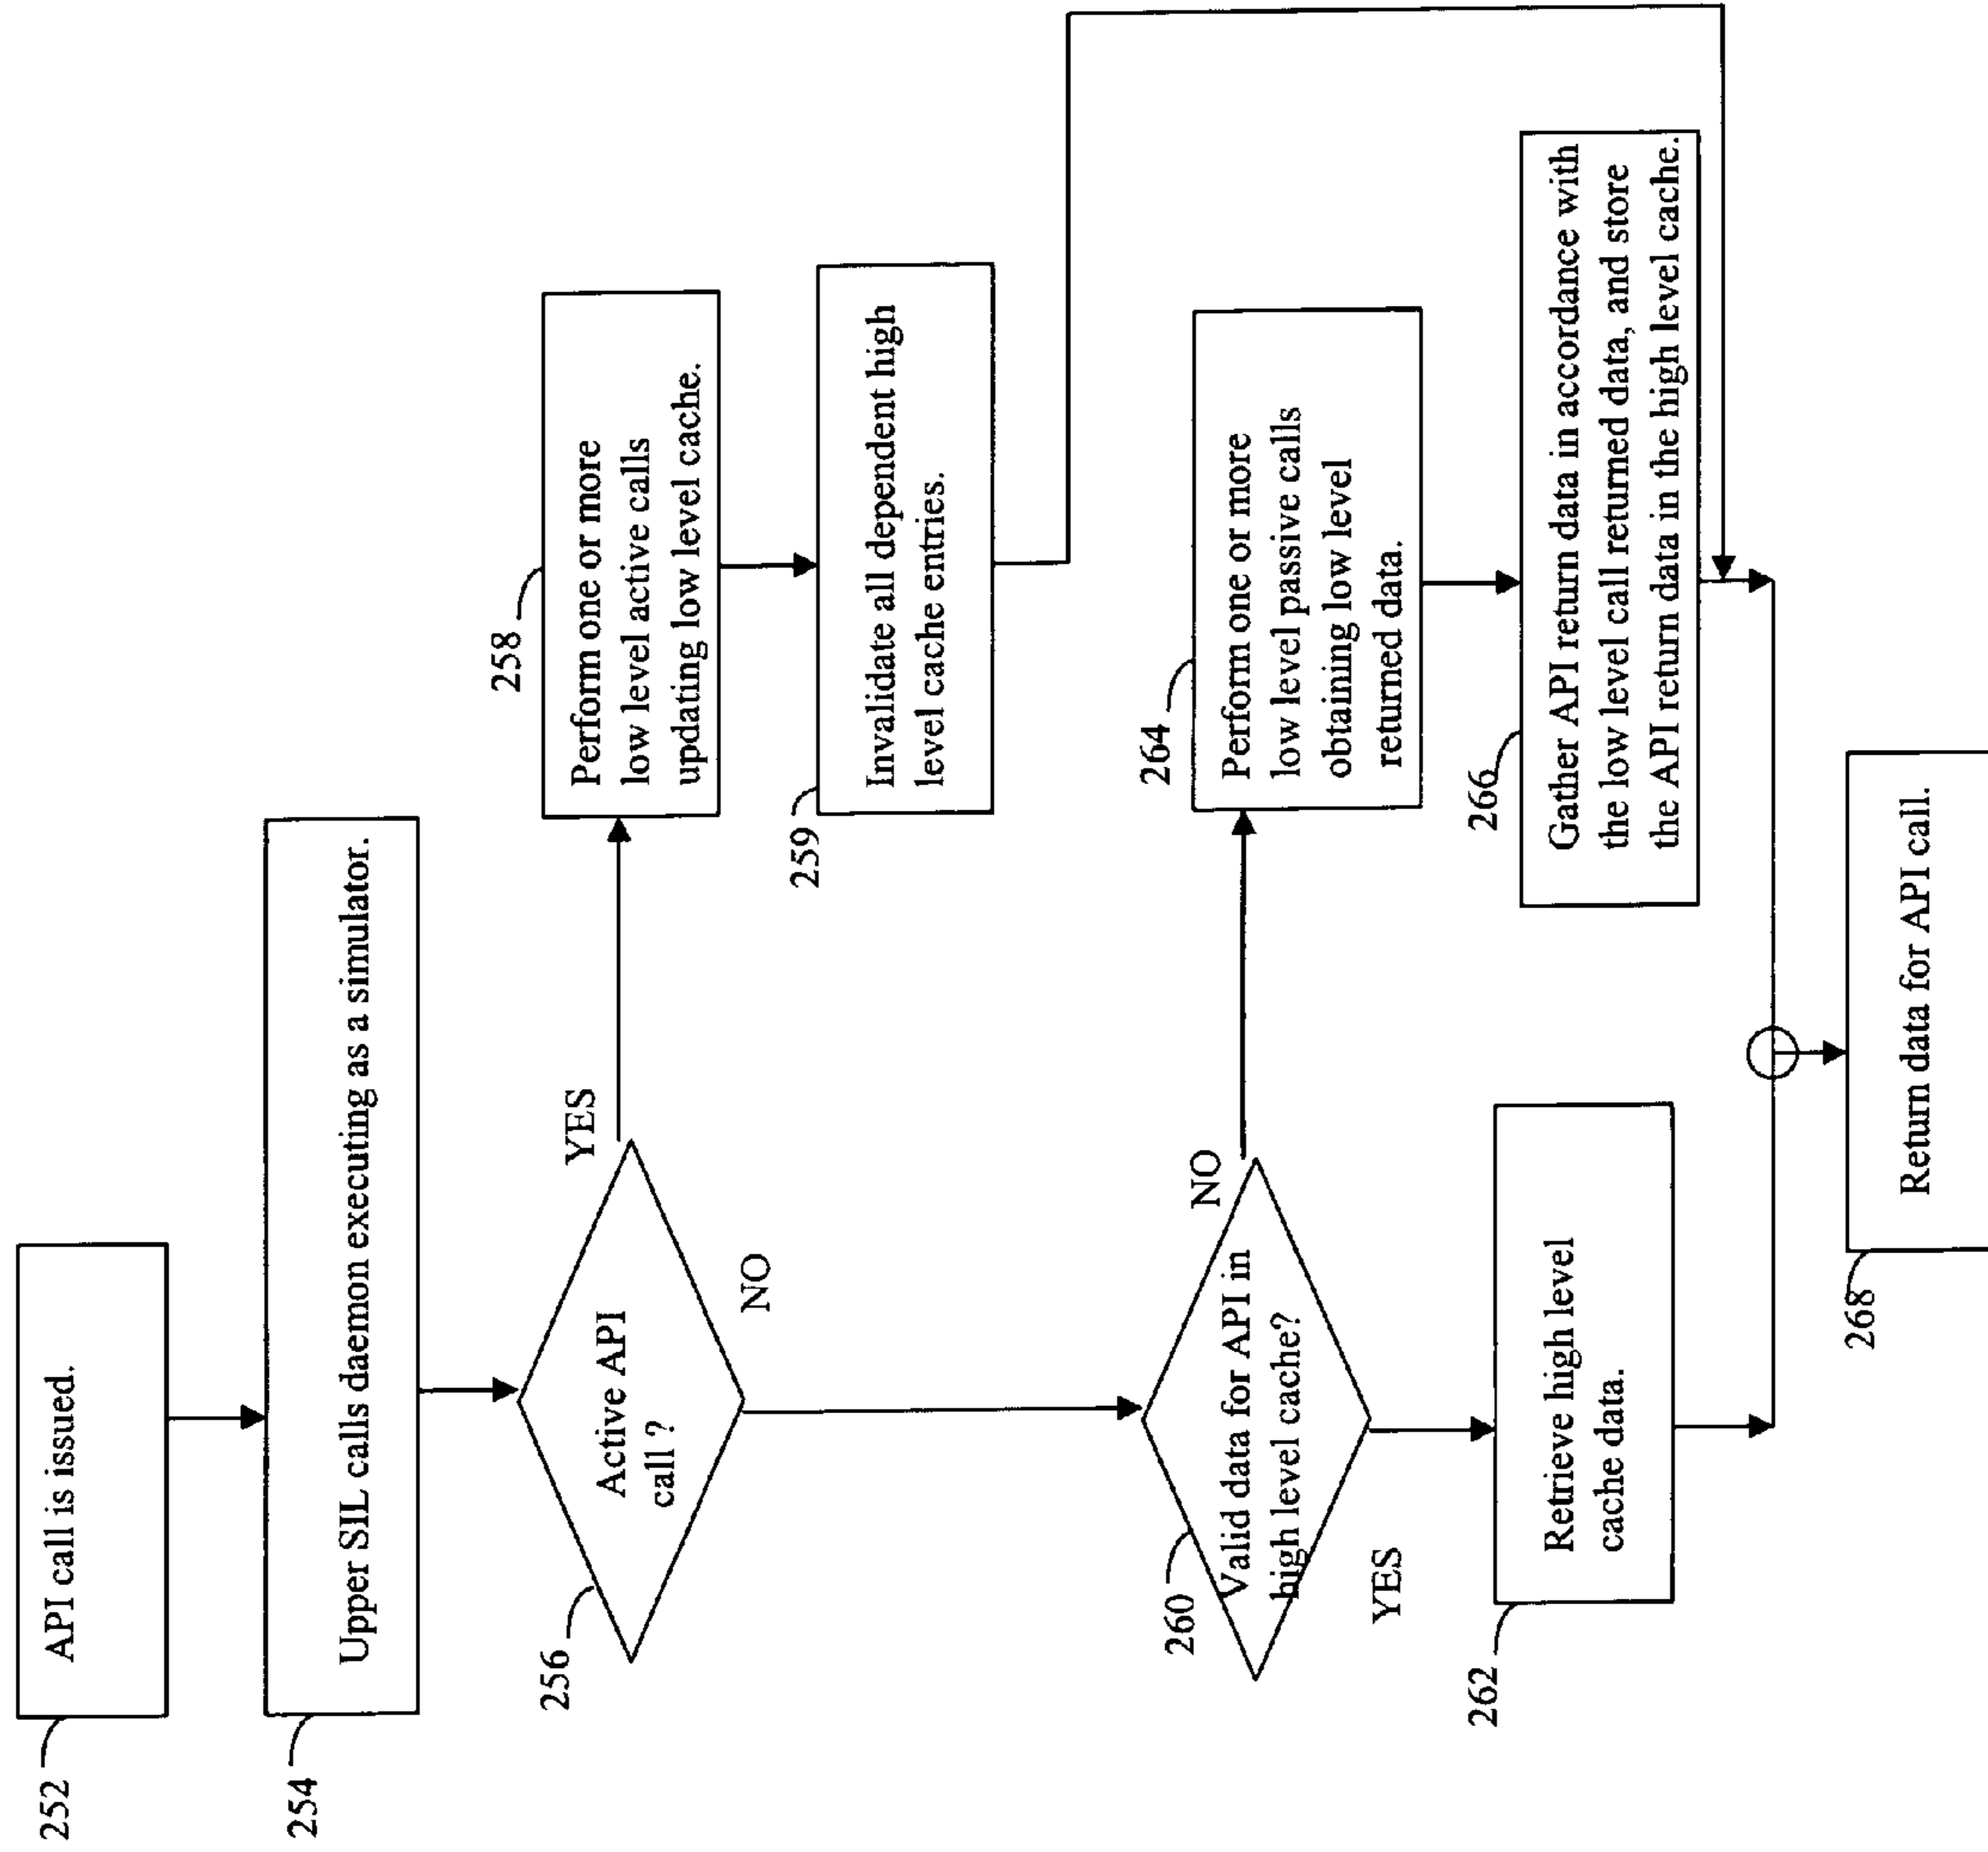 252
API call is issued.
254
Upper SIL calls daemon executing as a simulator.
256
Active API
call ?
YES
NO
258
Perform one or more
low level active calls
updating low level cache.
259
Invalidate all dependent high
level cache entries.
260
Valid data for API in
high level cache?
NO
YES
264
Perform one or more
low level passive calls
obtaining low level
returned data.
262
Retrieve high level
cache data.
266
Gather API return data in accordance with
the low level call returned data, and store
the API return data in the high level cache.
268
Return data for API call.